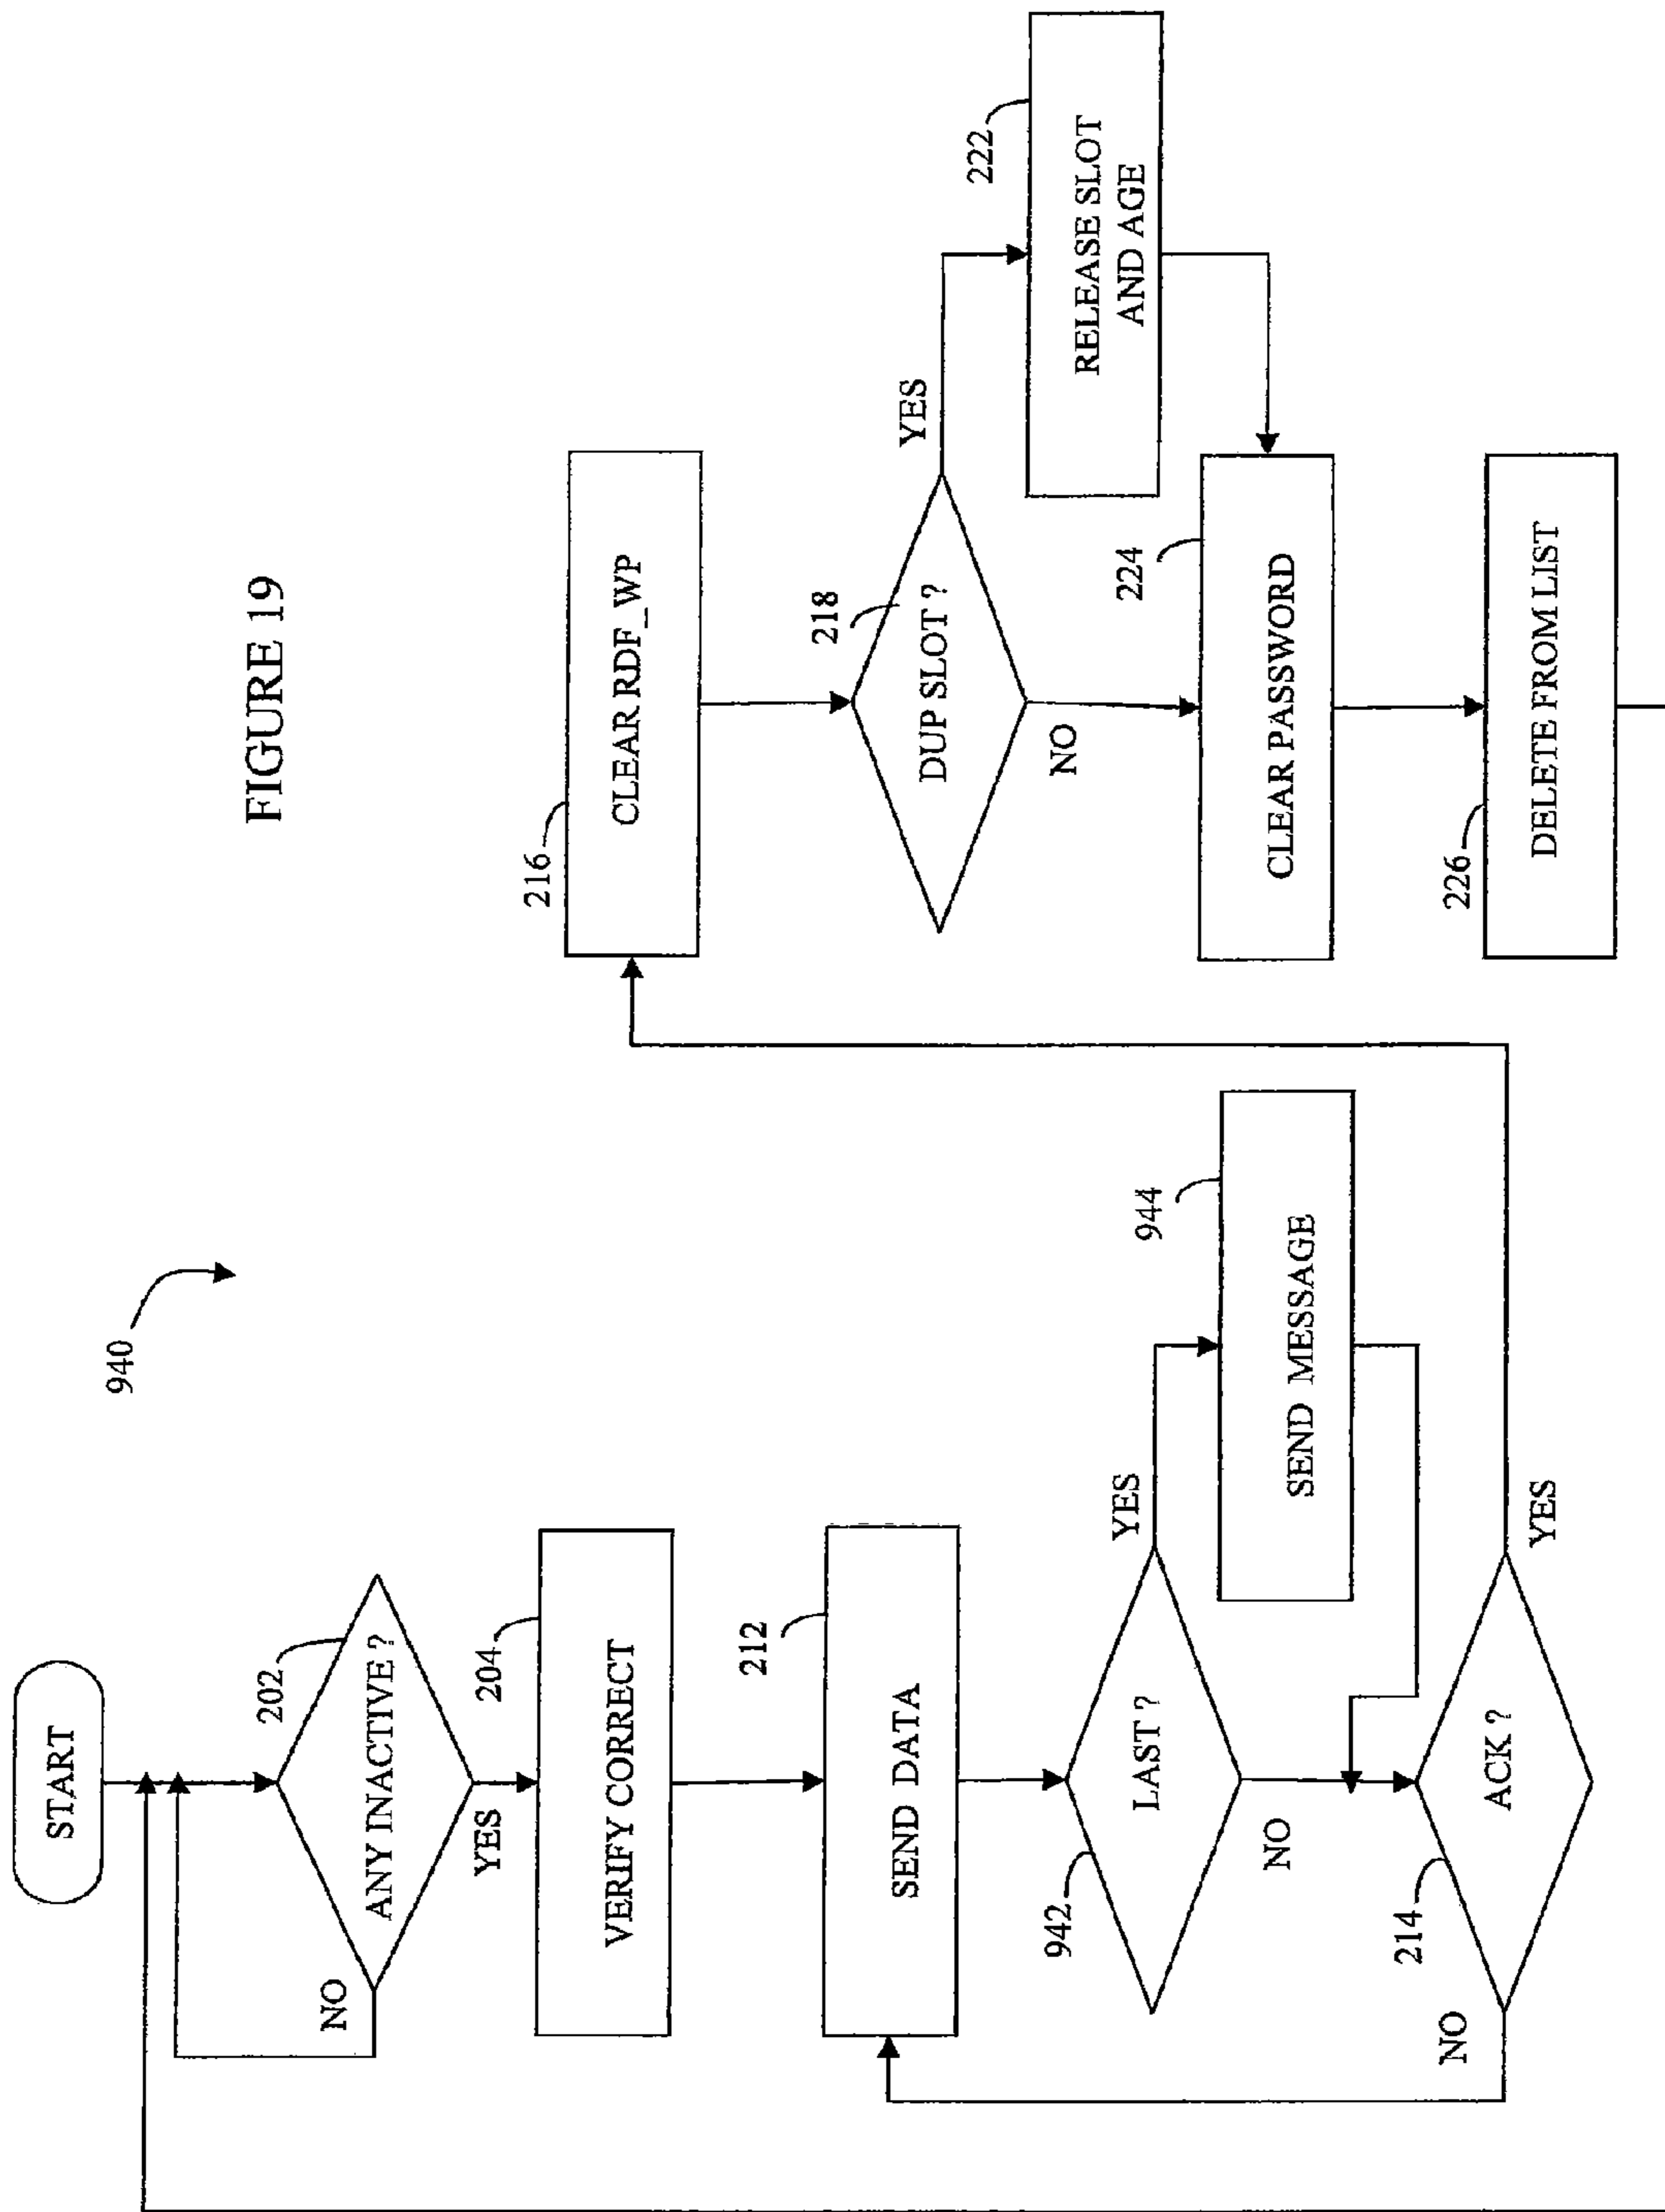 FIGURE 19
940
START
202
ANY INACTIVE ?
NO
YES
204
VERIFY CORRECT
212
SEND DATA
942
LAST ?
YES
NO
944
SEND MESSAGE
214
ACK ?
NO
YES
216
CLEAR RDF_WP
218
DUP SLOT ?
YES
NO
222
RELEASE SLOT
AND AGE
224
CLEAR PASSWORD
226
DELETE FROM LIST